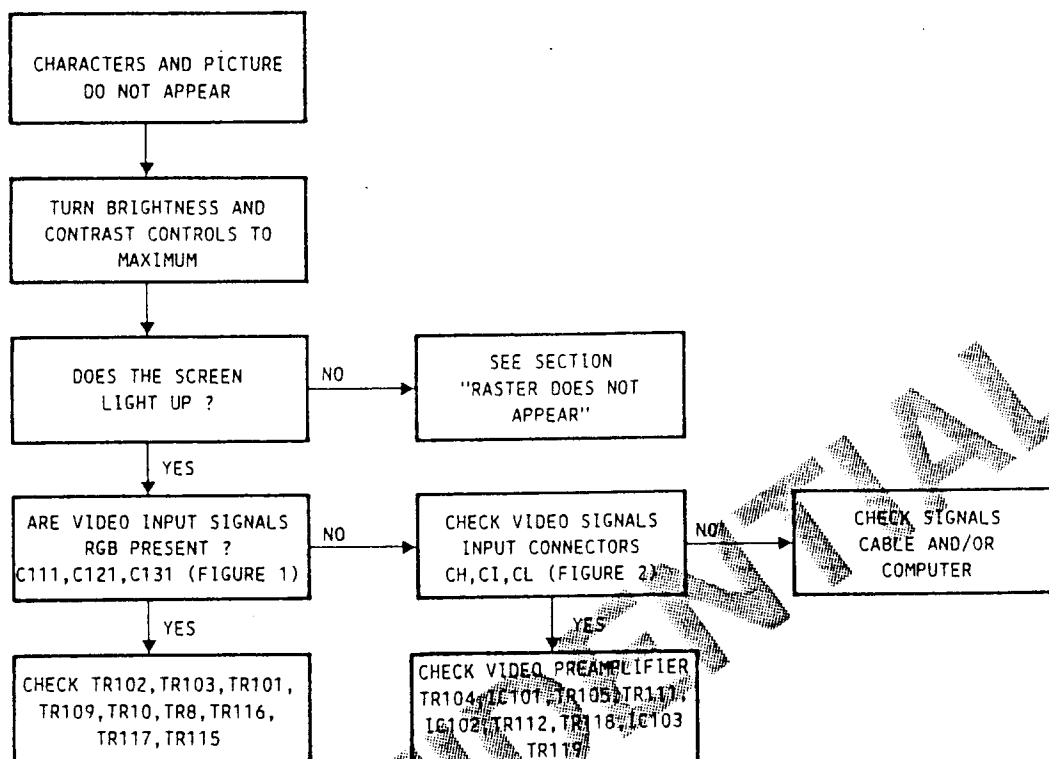 CHARACTERS AND PICTURE
DO NOT APPEAR
TURN BRIGHTNESS AND
CONTRAST CONTROLS TO
MAXIMUM
DOES THE SCREEN
LIGHT UP ?
NO
SEE SECTION
"RASTER DOES NOT
APPEAR"
YES
ARE VIDEO INPUT SIGNALS
RGB PRESENT ?
C111,C121,C131 (FIGURE 1)
NO
CHECK VIDEO SIGNALS
INPUT CONNECTORS
CH,CI,CL (FIGURE 2)
NO
CHECK SIGNALS
CABLE AND/OR
COMPUTER
YES
YES
CHECK TR102,TR103,TR101,
TR109,TR10,TR8,TR116,
TR117,TR115
CHECK VIDEO PREAMPLIFIER
TR104,IC101,TR105,TR111,
IC102,TR112,TR118,IC103
TR119